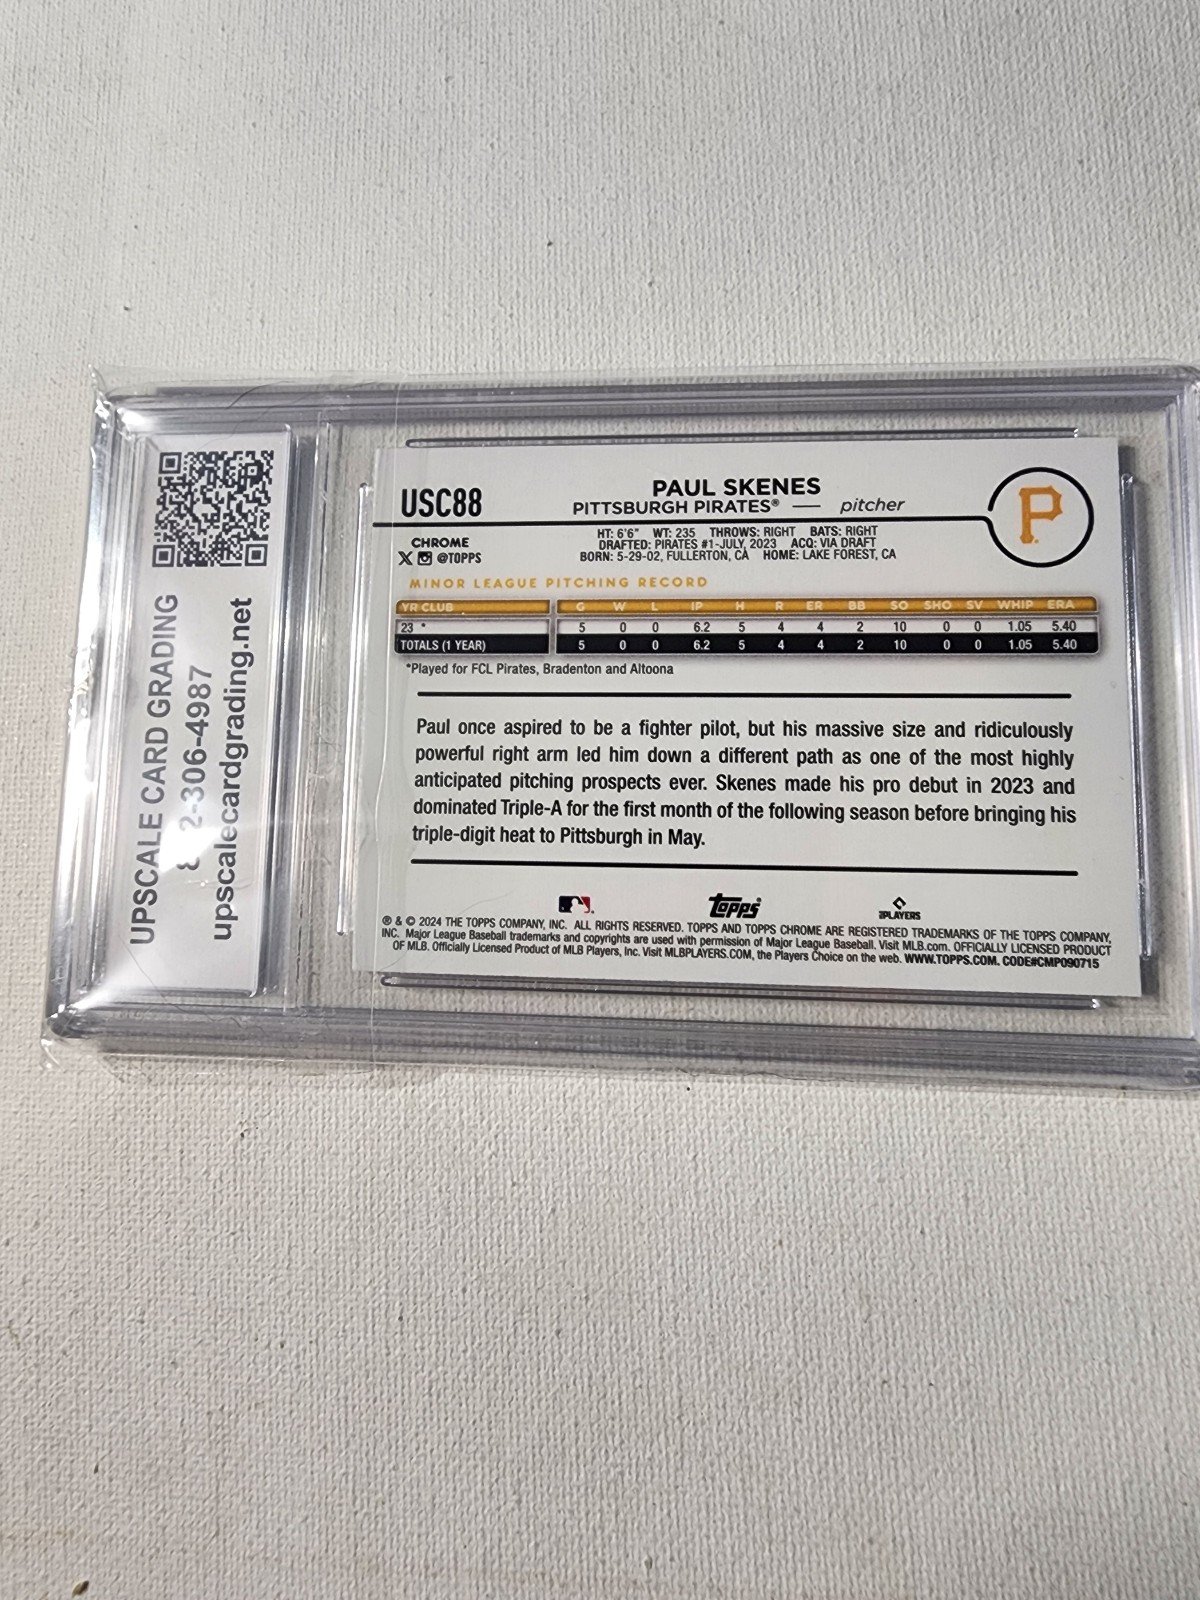 UPSCALE CARD GRADING
2-306-4987
upscalecardgrading.net
USC88
PAUL SKENES
PITTSBURGH PIRATES® — pitcher
P
CHROME
@TOPPS
HT: 6'6" WT: 235 THROWS: RIGHT BATS: RIGHT
DRAFTED: PIRATES #1-JULY, 2023 ACQ: VIA DRAFT
BORN: 5-29-02, FULLERTON, CA HOME: LAKE FOREST, CA
MINOR LEAGUE PITCHING RECORD
YR CLUB G W L IP H R ER BB SO SHO SV WHIP ERA
23 * 5 0 0 6.2 5 4 4 2 10 0 0 1.05 5.40
TOTALS (1 YEAR) 5 0 0 6.2 5 4 4 2 10 0 0 1.05 5.40
*Played for FCL Pirates, Bradenton and Altoona
Paul once aspired to be a fighter pilot, but his massive size and ridiculously
powerful right arm led him down a different path as one of the most highly
anticipated pitching prospects ever. Skenes made his pro debut in 2023 and
dominated Triple-A for the first month of the following season before bringing his
triple-digit heat to Pittsburgh in May.
topps
PLAYERS
® & © 2024 THE TOPPS COMPANY, INC. ALL RIGHTS RESERVED. TOPPS AND TOPPS CHROME ARE REGISTERED TRADEMARKS OF THE TOPPS COMPANY,
INC. Major League Baseball trademarks and copyrights are used with permission of Major League Baseball. Visit MLB.com. OFFICIALLY LICENSED PRODUCT
OF MLB. Officially Licensed Product of MLB Players, Inc. Visit MLBPLAYERS.COM, the Players Choice on the web. WWW.TOPPS.COM. CODE#CMP090715